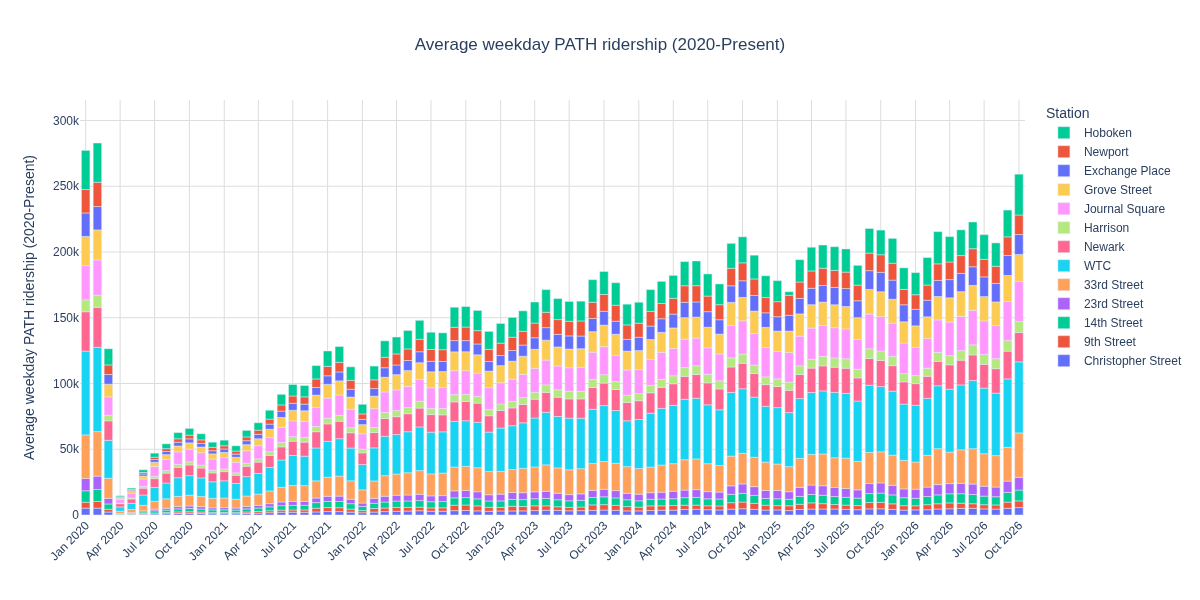 Average weekday PATH ridership (2020-Present)
Average weekday PATH ridership (2020-Present)
300k
250k
200k
150k
100k
50k
0
Jan 2020
Apr 2020
Jul 2020
Oct 2020
Jan 2021
Apr 2021
Jul 2021
Oct 2021
Jan 2022
Apr 2022
Jul 2022
Oct 2022
Jan 2023
Apr 2023
Jul 2023
Oct 2023
Jan 2024
Apr 2024
Jul 2024
Oct 2024
Jan 2025
Apr 2025
Jul 2025
Oct 2025
Jan 2026
Apr 2026
Jul 2026
Oct 2026
Station
Hoboken
Newport
Exchange Place
Grove Street
Journal Square
Harrison
Newark
WTC
33rd Street
23rd Street
14th Street
9th Street
Christopher Street